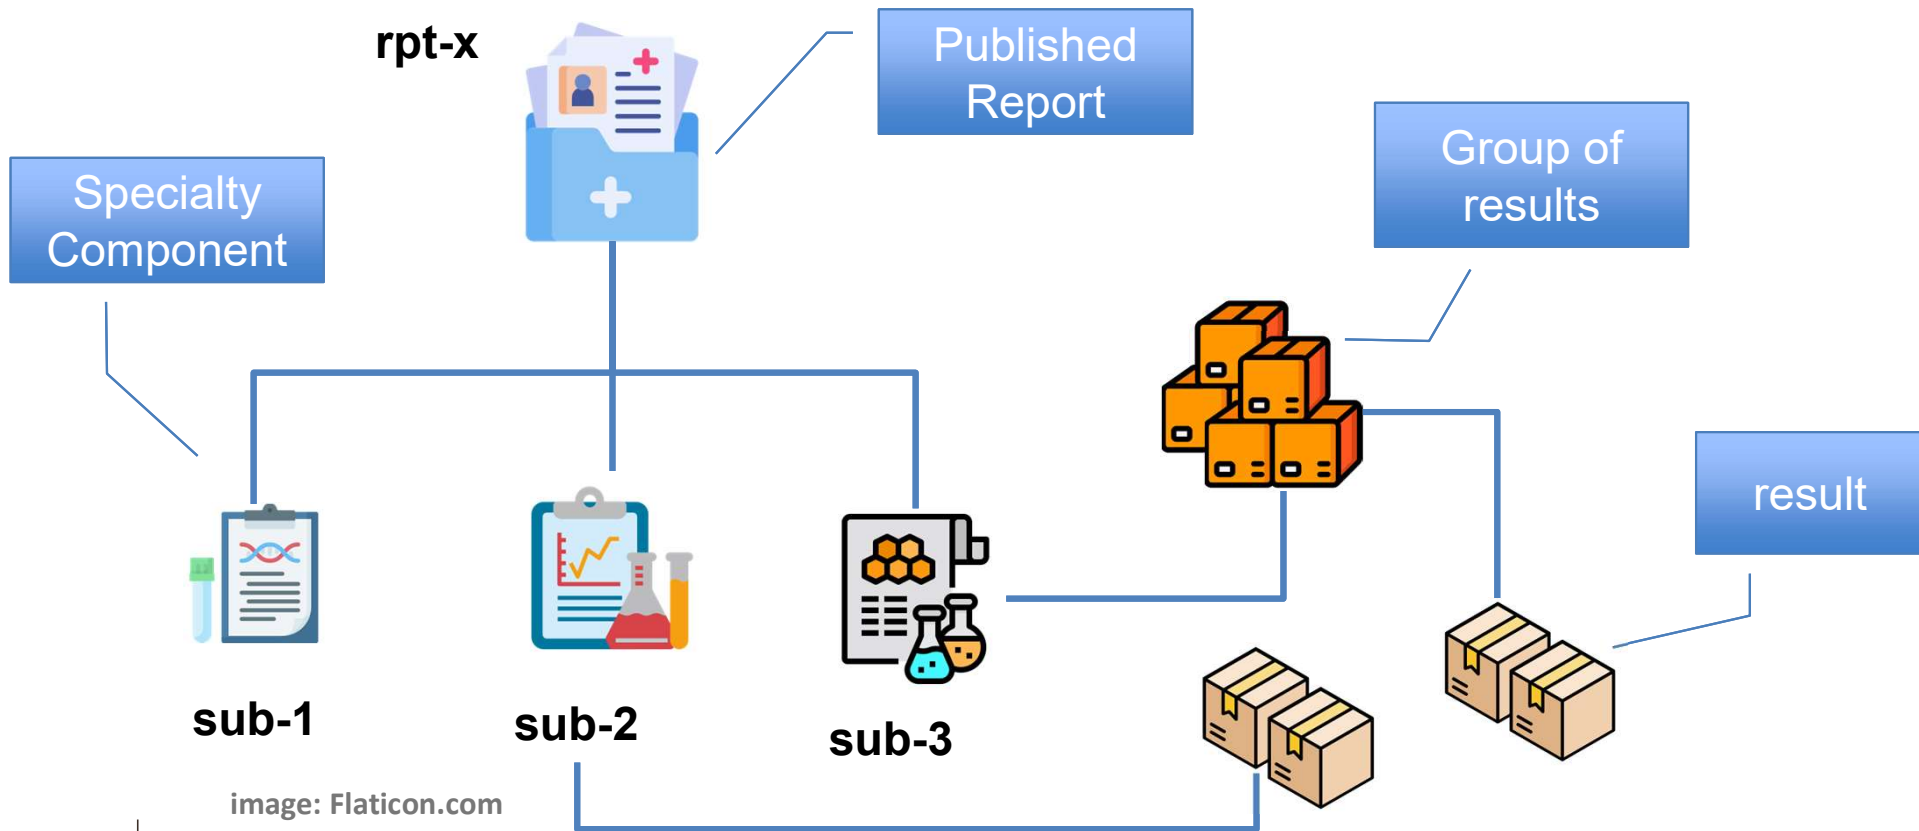 rpt-x
Published
Report
Group of
results
Specialty
Component
result
sub-1
sub-2
sub-3
image: Flaticon.com